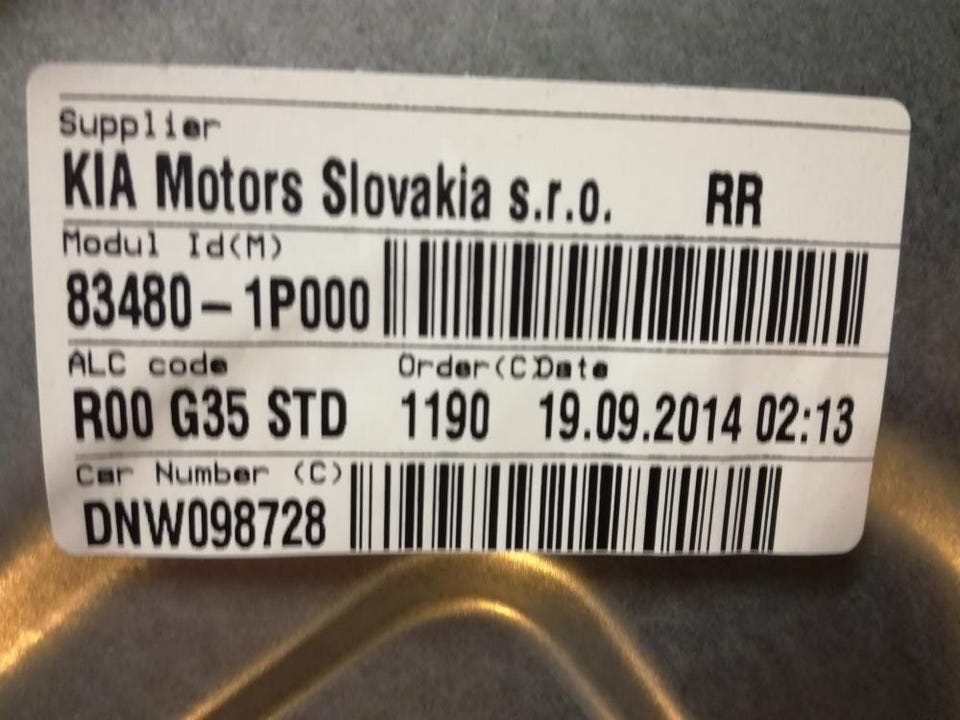 Supplier
KIA Motors Slovakia s.r.o. RR
Modul Id(M)
83480-1P000
ALC code Order(C)Date
R00 G35 STD 1190 19.09.2014 02:13
Car Number (C)
DNW098728